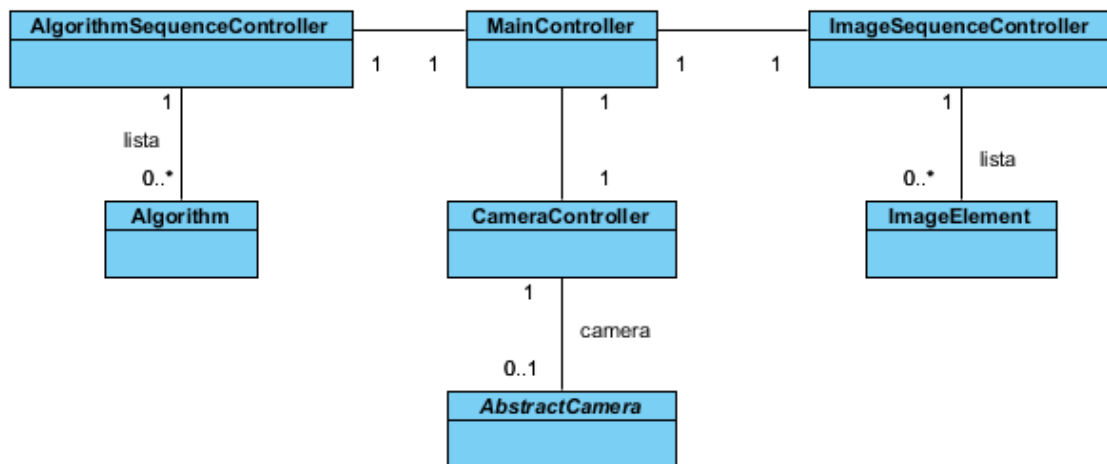 AlgorithmSequenceController
MainController
ImageSequenceController
1
1
1
1
1
1
1
lista
lista
0..*
1
0..*
Algorithm
CameraController
ImageElement
1
camera
0..1
AbstractCamera